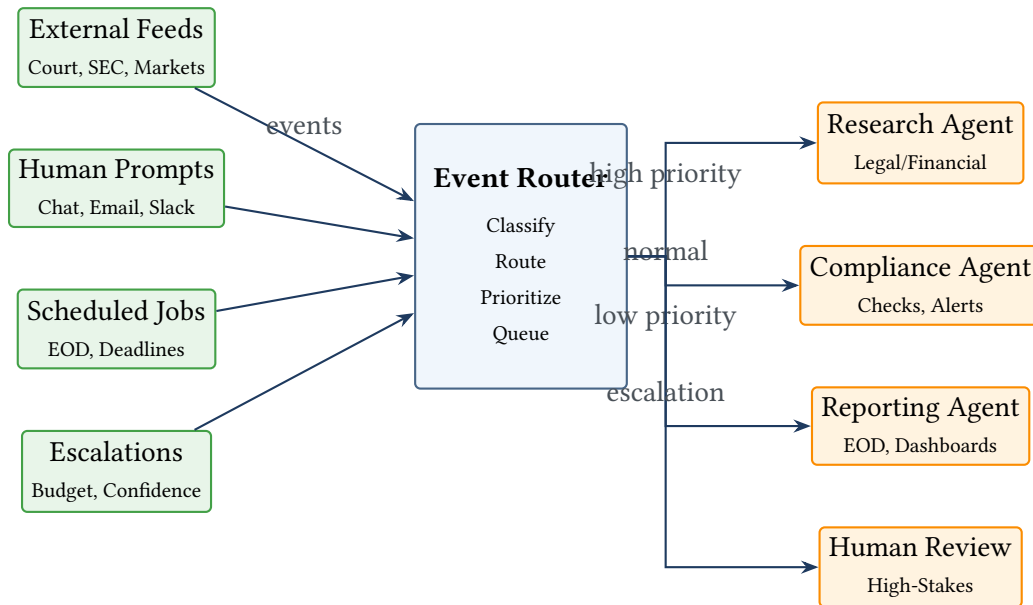 External Feeds
Court, SEC, Markets
events
Human Prompts
Chat, Email, Slack
Scheduled Jobs
EOD, Deadlines
Escalations
Budget, Confidence
Event Router
Classify
Route
Prioritize
Queue
high priority
normal
low priority
escalation
Research Agent
Legal/Financial
Compliance Agent
Checks, Alerts
Reporting Agent
EOD, Dashboards
Human Review
High-Stakes